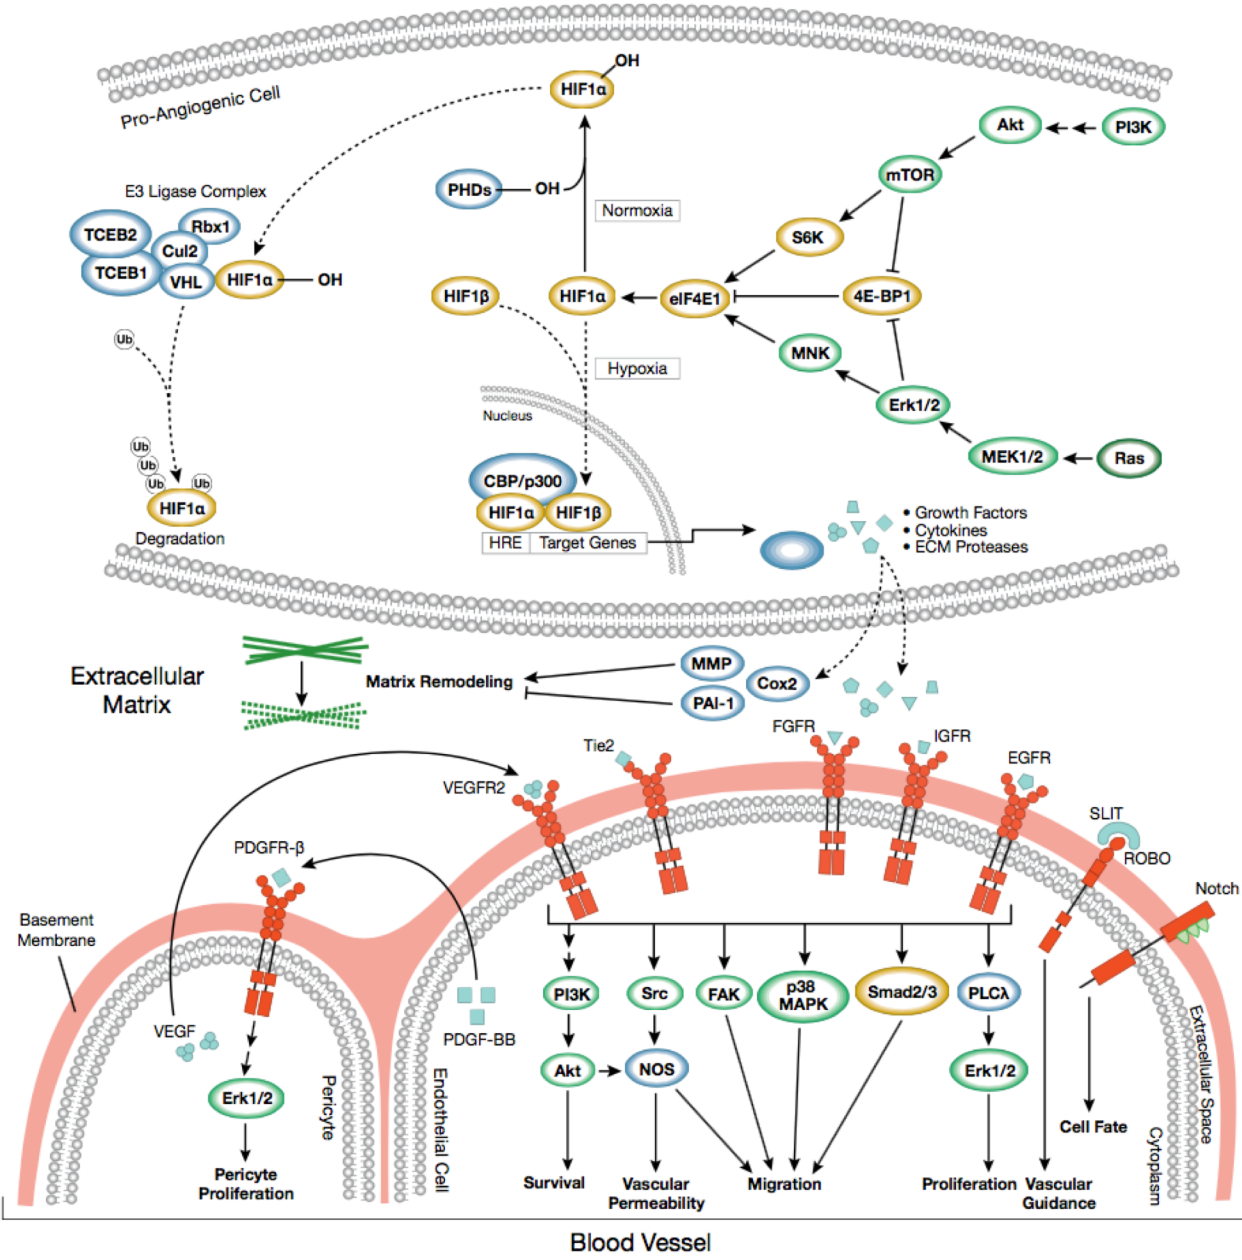 Pro-Angiogenic Cell
HIF1α
OH
Akt
PI3K
mTOR
PHDs
OH
E3 Ligase Complex
Normoxia
TCEB2
Rbx1
Cul2
S6K
TCEB1
VHL
HIF1α
OH
HIF1β
HIF1α
eIF4E1
4E-BP1
Ub
MNK
Hypoxia
Nucleus
Erk1/2
Ub
Ub
Ub
Ub
MEK1/2
Ras
CBP/p300
HIF1α
HIF1α
HIF1β
• Growth Factors
• Cytokines
• ECM Proteases
Degradation
HRE
Target Genes
Extracellular
Matrix
Matrix Remodeling
MMP
Cox2
PAI-1
Tie2
FGFR
IGFR
EGFR
VEGFR2
SLIT
ROBO
PDGFR-β
Notch
Basement
Membrane
PI3K
Src
FAK
p38
MAPK
Smad2/3
PLCλ
VEGF
PDGF-BB
Akt
NOS
Erk1/2
Erk1/2
Pericyte
Endothelial Cell
Extracellular Space
Cytoplasm
Cell Fate
Pericyte
Proliferation
Survival
Vascular
Permeability
Migration
Proliferation
Vascular
Guidance
Blood Vessel